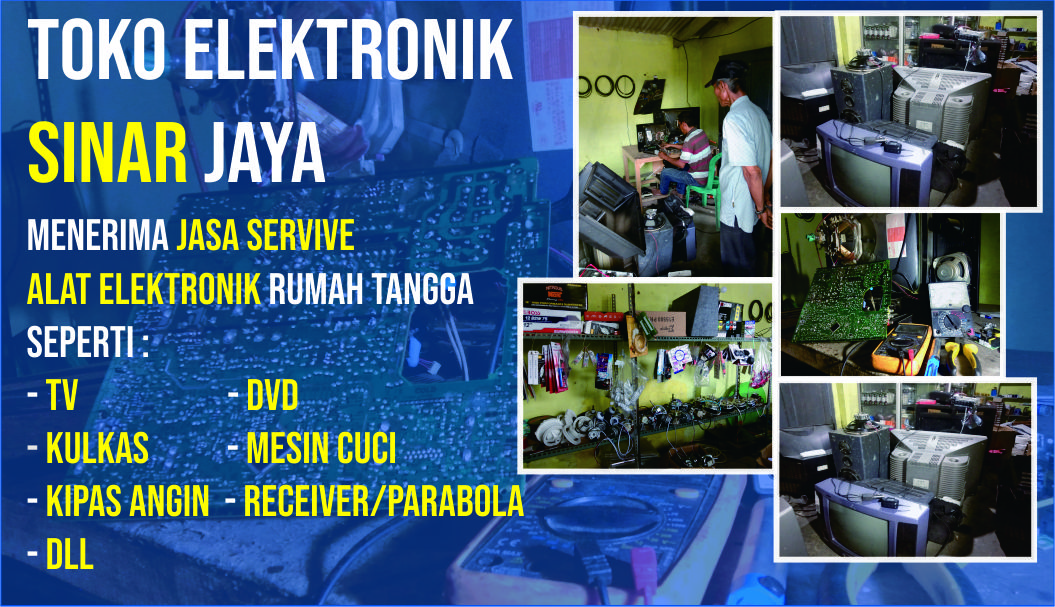 TOKO ELEKTRONIK
SINAR JAYA
MENERIMA JASA SERVIVE
ALAT ELEKTRONIK RUMAH TANGGA
SEPERTI :
- TV - DVD
- KULKAS - MESIN CUCI
- KIPAS ANGIN - RECEIVER/PARABOLA
- DLL